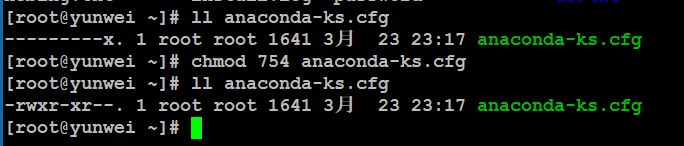 [root@yunwei ~]# ll anaconda-ks.cfg
---------x. 1 root root 1641 3月  23 23:17 anaconda-ks.cfg
[root@yunwei ~]# chmod 754 anaconda-ks.cfg
[root@yunwei ~]# ll anaconda-ks.cfg
-rwxr-xr--. 1 root root 1641 3月  23 23:17 anaconda-ks.cfg
[root@yunwei ~]#